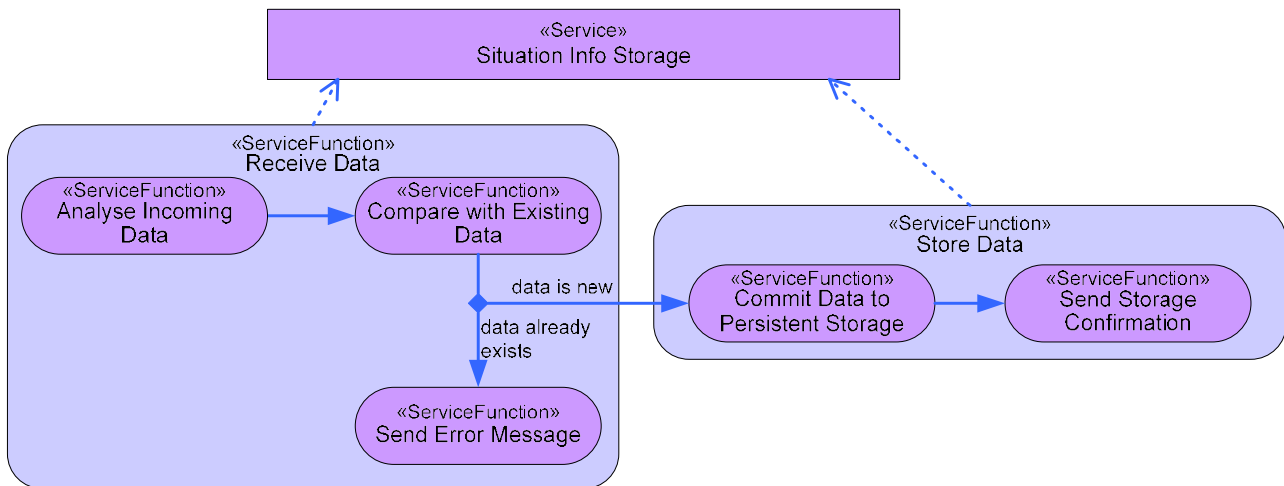 «Service»
Situation Info Storage
«ServiceFunction»
Receive Data
«ServiceFunction»
Analyse Incoming
Data
«ServiceFunction»
Compare with Existing
Data
data is new
data already
exists
«ServiceFunction»
Send Error Message
«ServiceFunction»
Store Data
«ServiceFunction»
Commit Data to
Persistent Storage
«ServiceFunction»
Send Storage
Confirmation